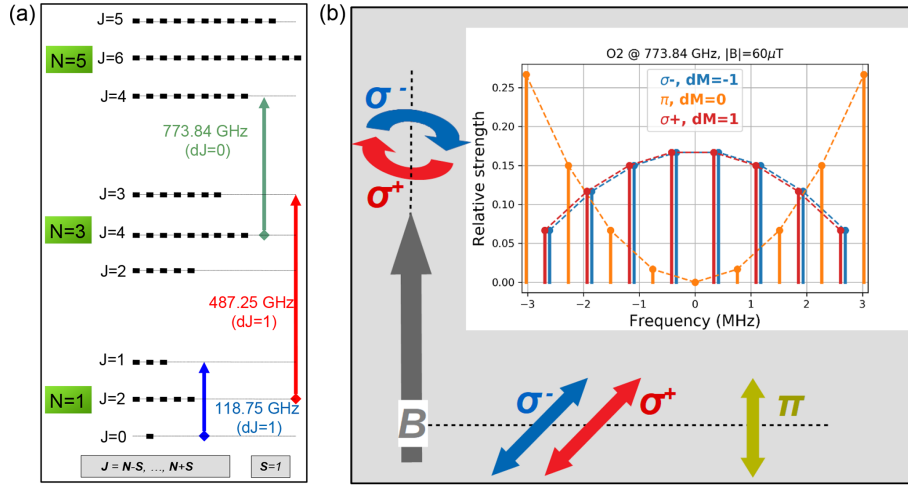 (a)
J=5
N=5
J=6
J=4
773.84 GHz
(dJ=0)
J=3
N=3
J=4
J=2
487.25 GHz
(dJ=1)
J=1
N=1
J=2
118.75 GHz
(dJ=1)
J=0
J = N-S, ..., N+S
S=1
(b)
σ -
σ+
B
O2 @ 773.84 GHz, |B|=60μT
σ-, dM=-1
π, dM=0
σ+, dM=1
Relative strength
0.25
0.20
0.15
0.10
0.05
0.00
-3
-2
-1
0
1
2
3
Frequency (MHz)
σ -
σ+
π